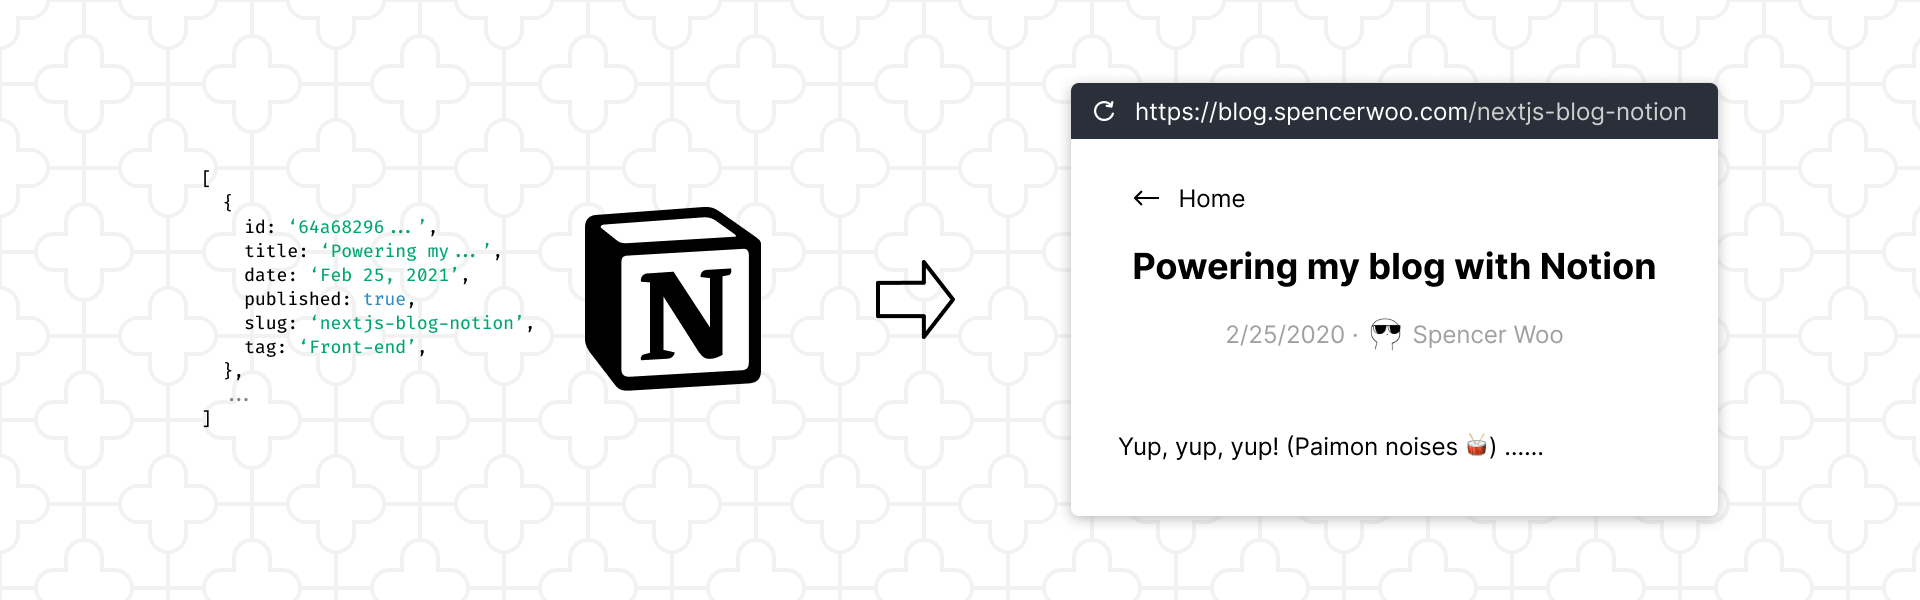 [
{
id: ‘64a68296...’,
title: ‘Powering my...’,
date: ‘Feb 25, 2021’,
published: true,
slug: ‘nextjs-blog-notion’,
tag: ‘Front-end’,
},
...
]
N
https://blog.spencerwoo.com/nextjs-blog-notion
← Home
Powering my blog with Notion
2/25/2020 · Spencer Woo
Yup, yup, yup! (Paimon noises 🥁) ......